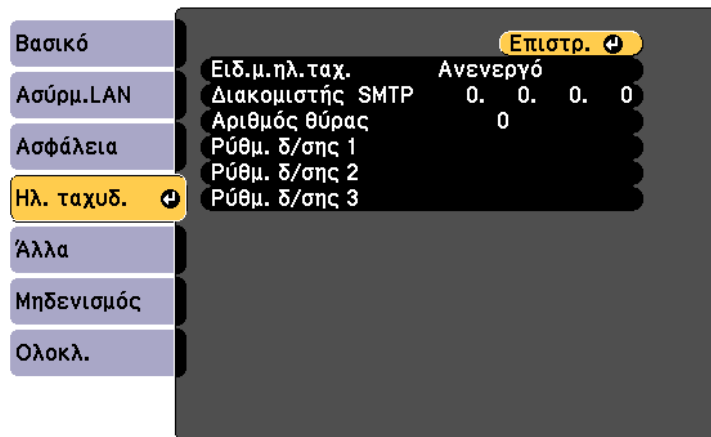 Βασικό
Ασύρμ.LAN
Ασφάλεια
Ηλ. ταχυδ.
Άλλα
Μηδενισμός
Ολοκλ.
Επιστρ.
Ειδ.μ.ηλ.ταχ. Ανενεργό
Διακομιστής SMTP 0. 0. 0. 0
Αριθμός θύρας 0
Ρύθμ. δ/σης 1
Ρύθμ. δ/σης 2
Ρύθμ. δ/σης 3